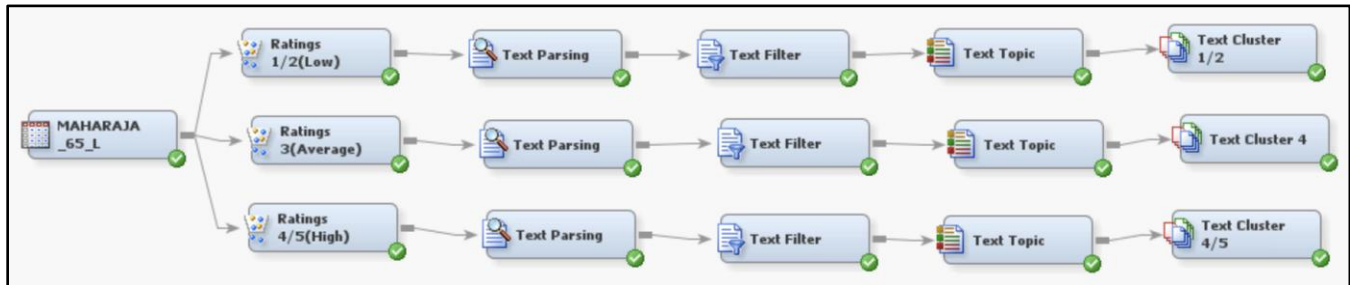 MAHARAJA
_65_L
Ratings
1/2(Low)
Text Parsing
Text Filter
Text Topic
Text Cluster
1/2
Ratings
3(Average)
Text Parsing
Text Filter
Text Topic
Text Cluster 4
Ratings
4/5(High)
Text Parsing
Text Filter
Text Topic
Text Cluster
4/5